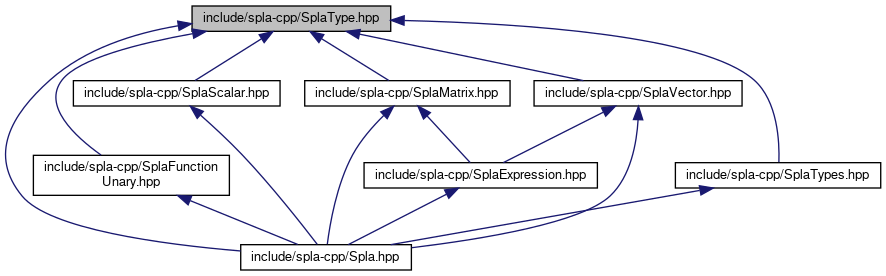 include/spla-cpp/SplaType.hpp
include/spla-cpp/SplaScalar.hpp
include/spla-cpp/SplaMatrix.hpp
include/spla-cpp/SplaVector.hpp
include/spla-cpp/SplaFunction
Unary.hpp
include/spla-cpp/SplaExpression.hpp
include/spla-cpp/SplaTypes.hpp
include/spla-cpp/Spla.hpp